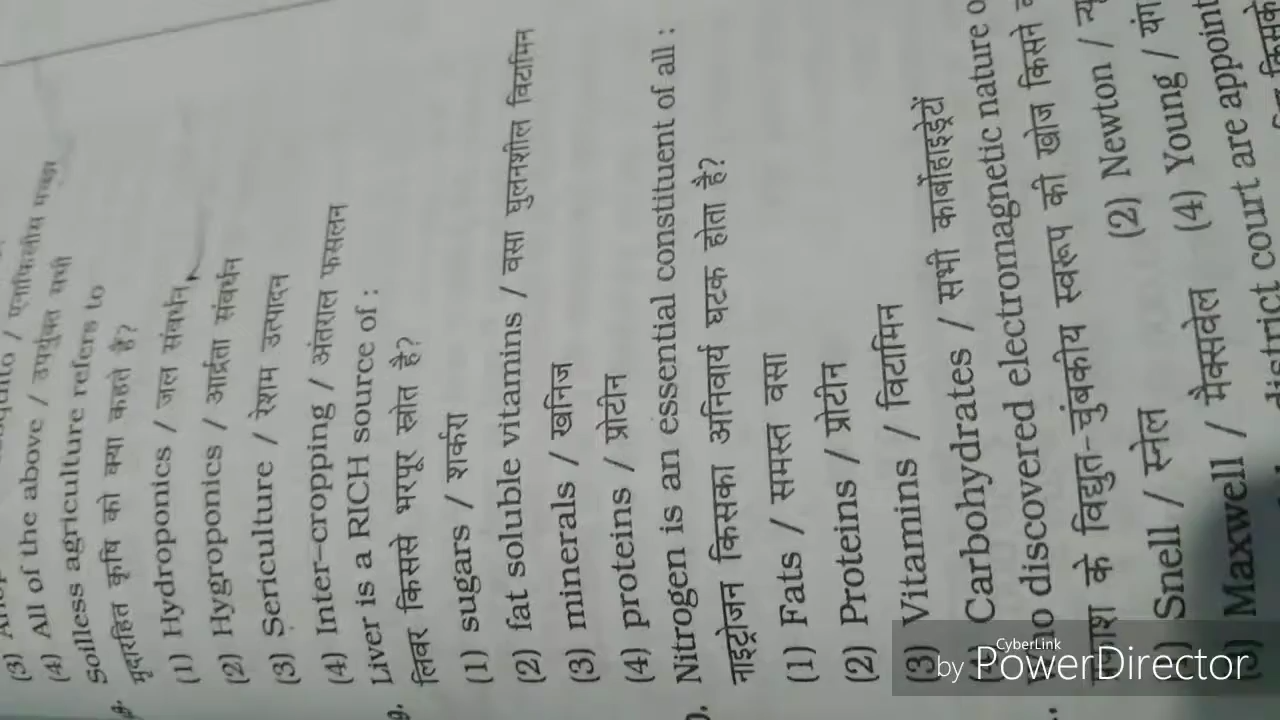 (3)
(4) All of the above / उपर्युक्त सभी
Soilless agriculture refers to
मृदारहित कृषि को क्या कहते हैं?
(1) Hydroponics / जल संबर्धन
(2) Hygroponics / आर्द्रता संवर्धन
(3) Sericulture / रेशम उत्पादन
(4) Inter-cropping / अंतराल फसलन
9. Liver is a RICH source of :
लिवर किससे भरपूर स्त्रोत है?
(1) sugars / शर्करा
(2) fat soluble vitamins / वसा घुलनशील विटामिन
(3) minerals / खनिज
(4) proteins / प्रोटीन
Nitrogen is an essential constituent of all :
नाइट्रोजन किसका अनिवार्य घटक होता है?
(1) Fats / समस्त वसा
(2) Proteins / प्रोटीन
(3) Vitamins / विटामिन
Carbohydrates / सभी कार्बोहाइड्रेटों
discovered electromagnetic nature
के विद्युत-चुंबकीय स्वरूप की खोज किसने
Snell / स्नेल (2) Newton /
Maxwell / मैक्सवेल (4) Young / यंग
district court are appoint
CyberLink
by PowerDirector